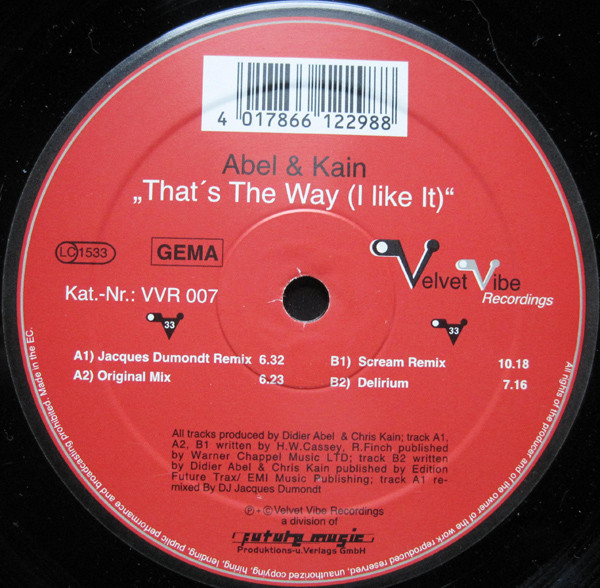 4 017866 122988
Abel & Kain
„That´s The Way (I like It)“
LC 1533
GEMA
Velvet Vibe
Recordings
Kat.-Nr.: VVR 007
33
33
A1) Jacques Dumondt Remix 6.32
A2) Original Mix 6.23
B1) Scream Remix 10.18
B2) Delirium 7.16
All tracks produced by Didier Abel & Chris Kain; track A1,
A2, B1 written by H.W.Cassey, R.Finch published by
Warner Chappel Music LTD; track B2 written
by Didier Abel & Chris Kain published by Edition
Future Trax/ EMI Music Publishing; track A1 re-
mixed By DJ Jacques Dumondt
℗ - © Velvet Vibe Recordings
a division of
future music
Produktions-u.Verlags GmbH
All rights of the producer and of the owner of the work reproduced reserved, unauthorized copying, hiring, lending, public performance and broadcasting prohibited. Made in the EC.